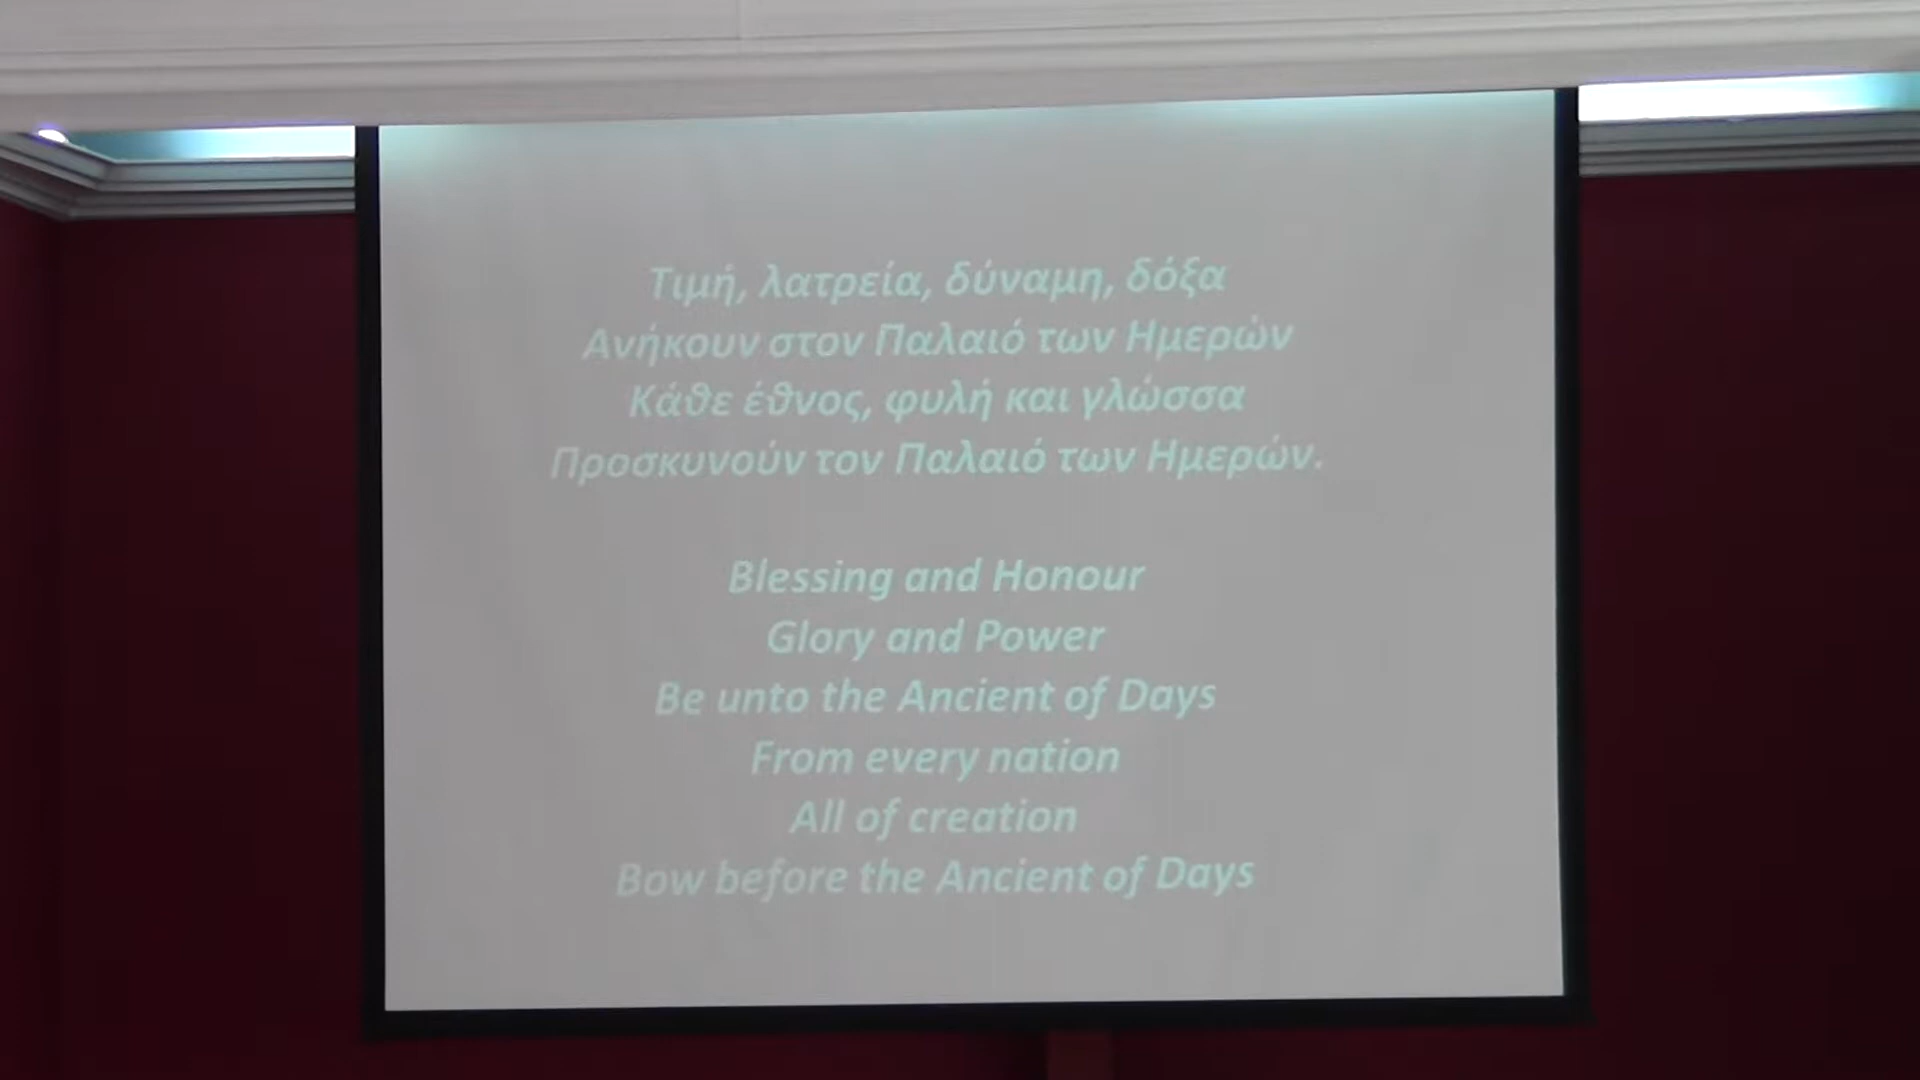 Τιμή, λατρεία, δύναμη, δόξα
Ανήκουν στον Παλαιό των Ημερών
Κάθε έθνος, φυλή και γλώσσα
Προσκυνούν τον Παλαιό των Ημερών.
Blessing and Honour
Glory and Power
Be unto the Ancient of Days
From every nation
All of creation
Bow before the Ancient of Days